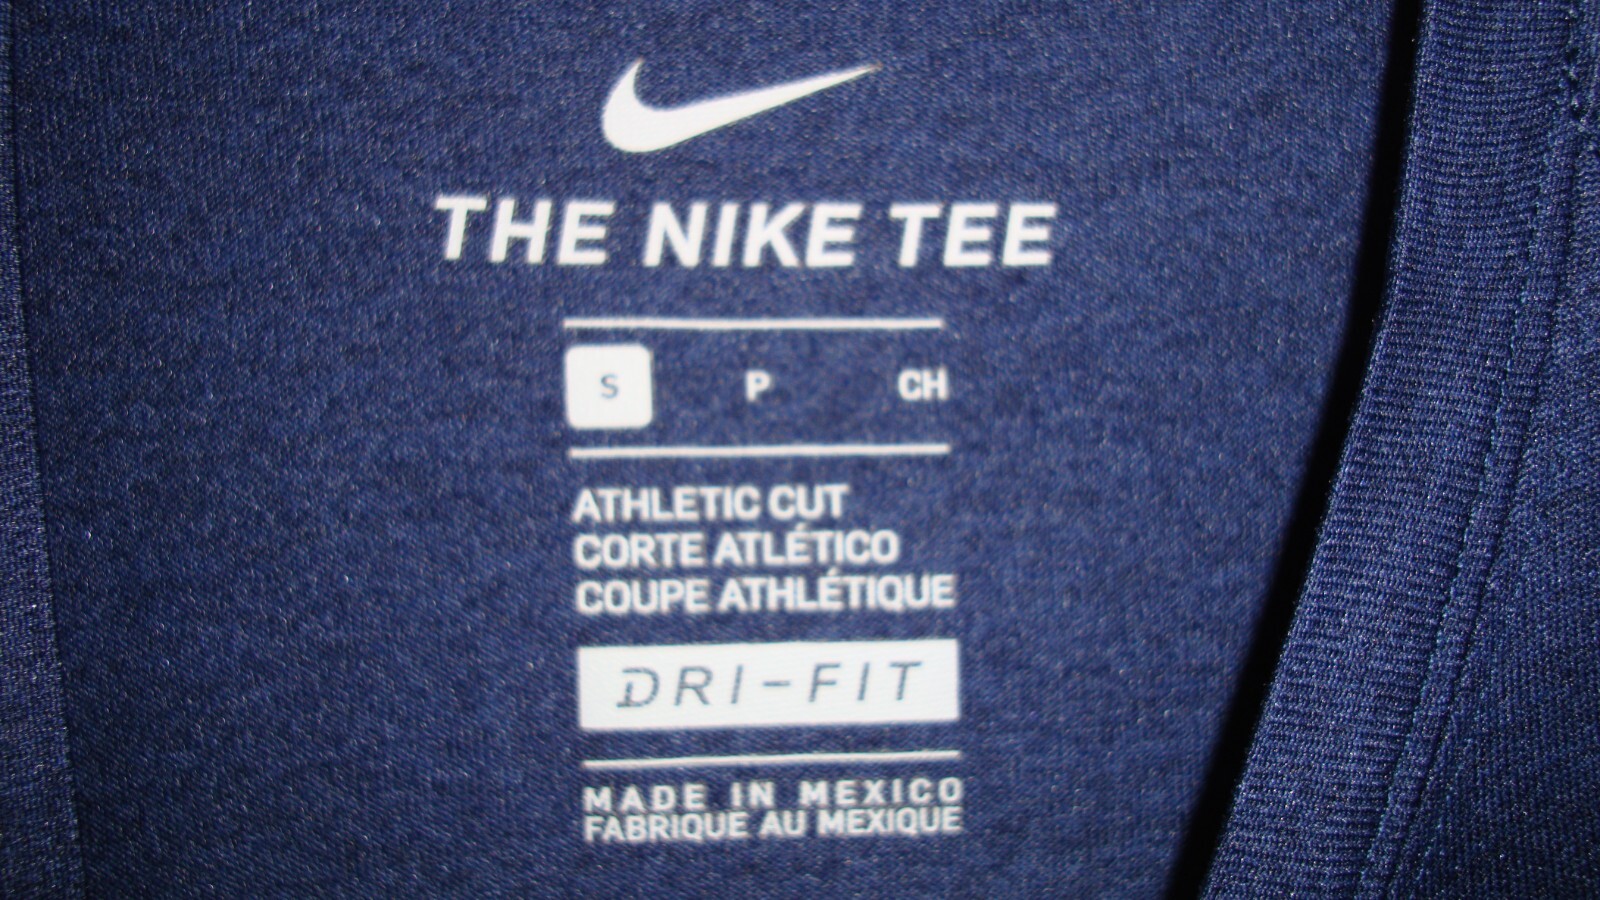 THE NIKE TEE
S P CH
ATHLETIC CUT
CORTE ATLÉTICO
COUPE ATHLÉTIQUE
DRI-FIT
MADE IN MEXICO
FABRIQUE AU MEXIQUE